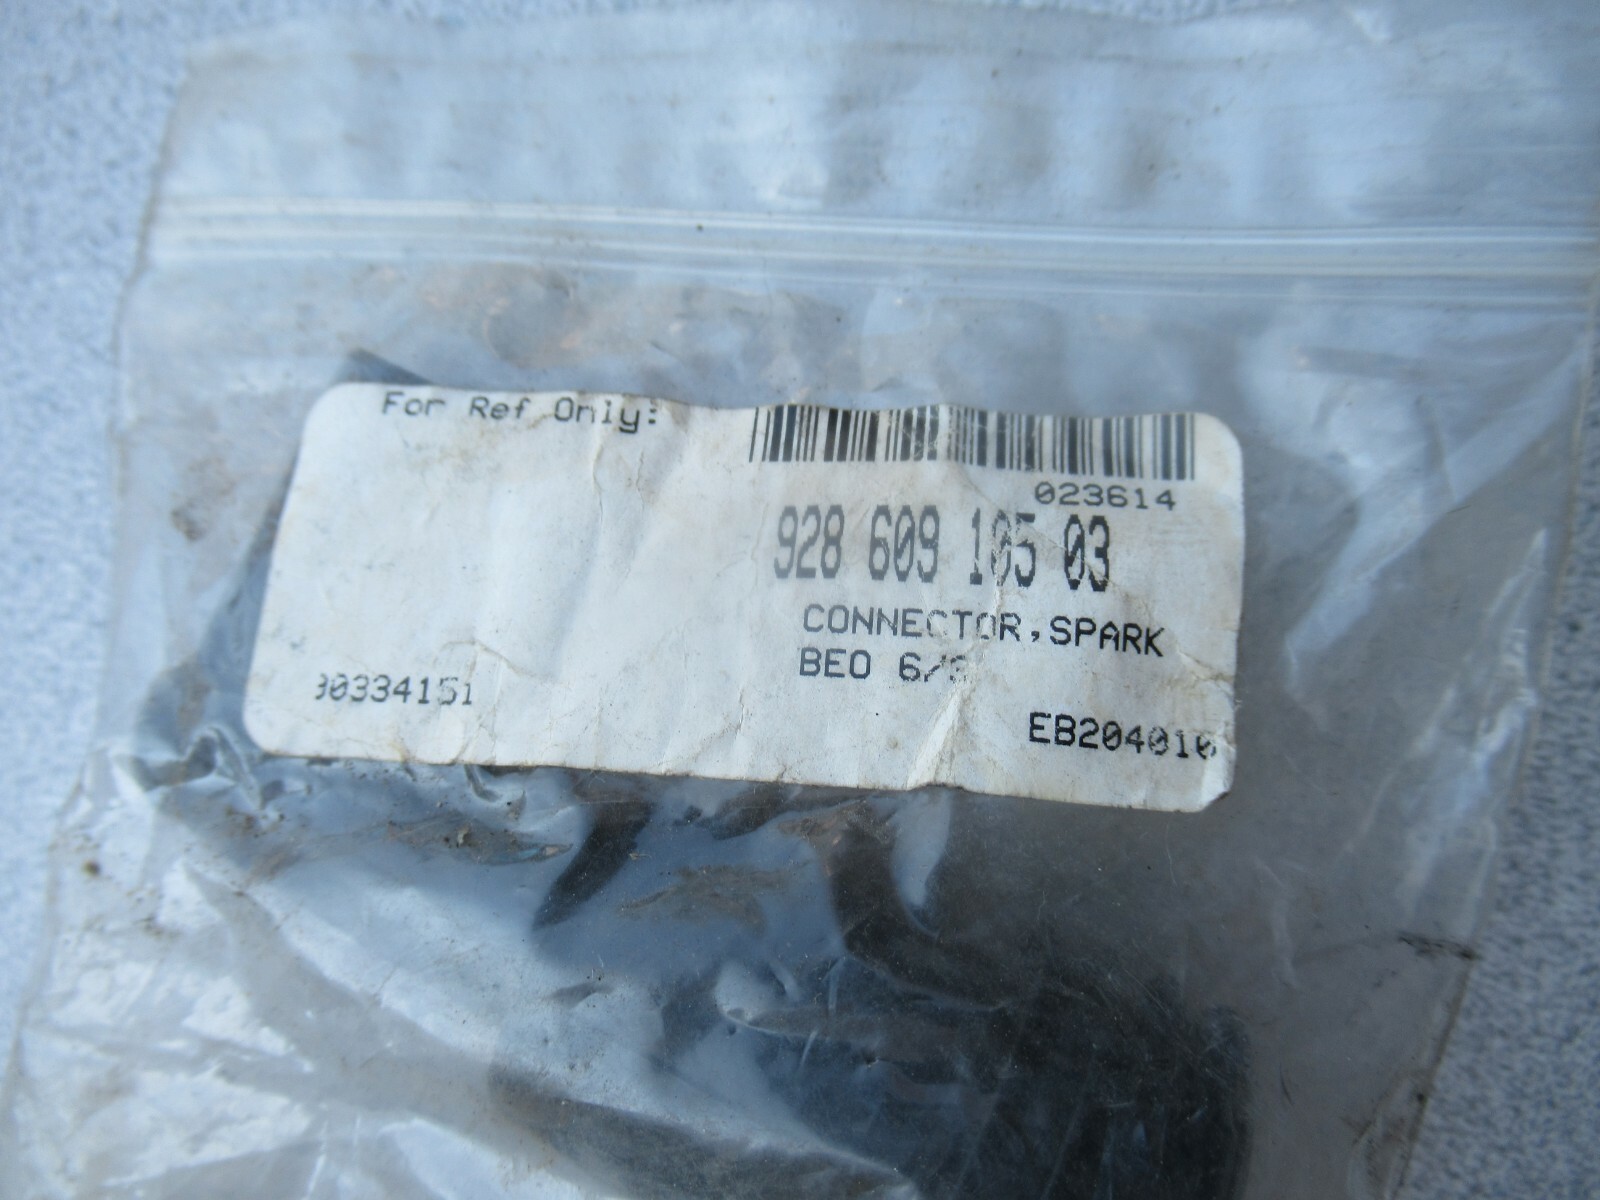 For Ref Only:
023614
928 609 105 03
CONNECTOR, SPARK
BEO
EB204010